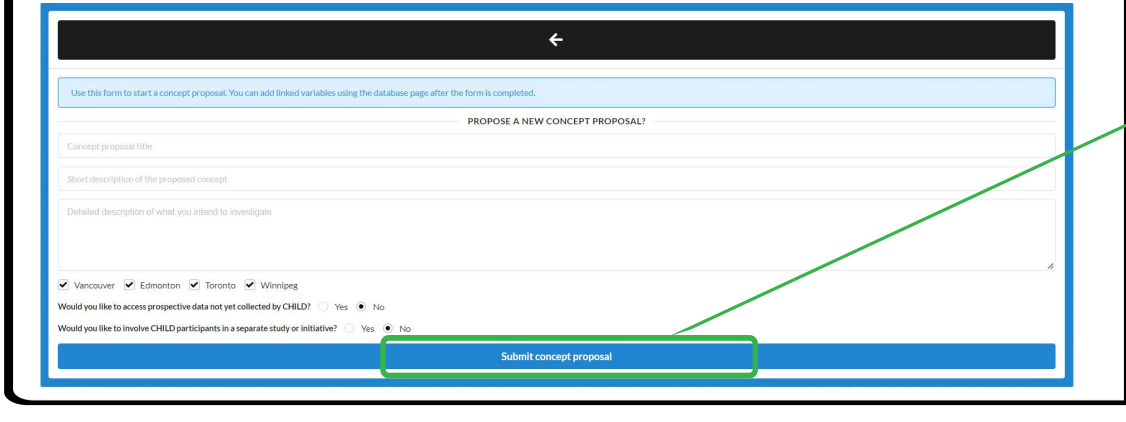 Use this form to start a concept proposal. You can add linked variables using the database page after the form is completed.
PROPOSE A NEW CONCEPT PROPOSAL?
Concept proposal title
Short description of the proposed concept
Detailed description of what you intend to investigate
Vancouver Edmonton Toronto Winnipeg
Would you like to access prospective data not yet collected by CHILD? Yes No
Would you like to involve CHILD participants in a separate study or initiative? Yes No
Submit concept proposal